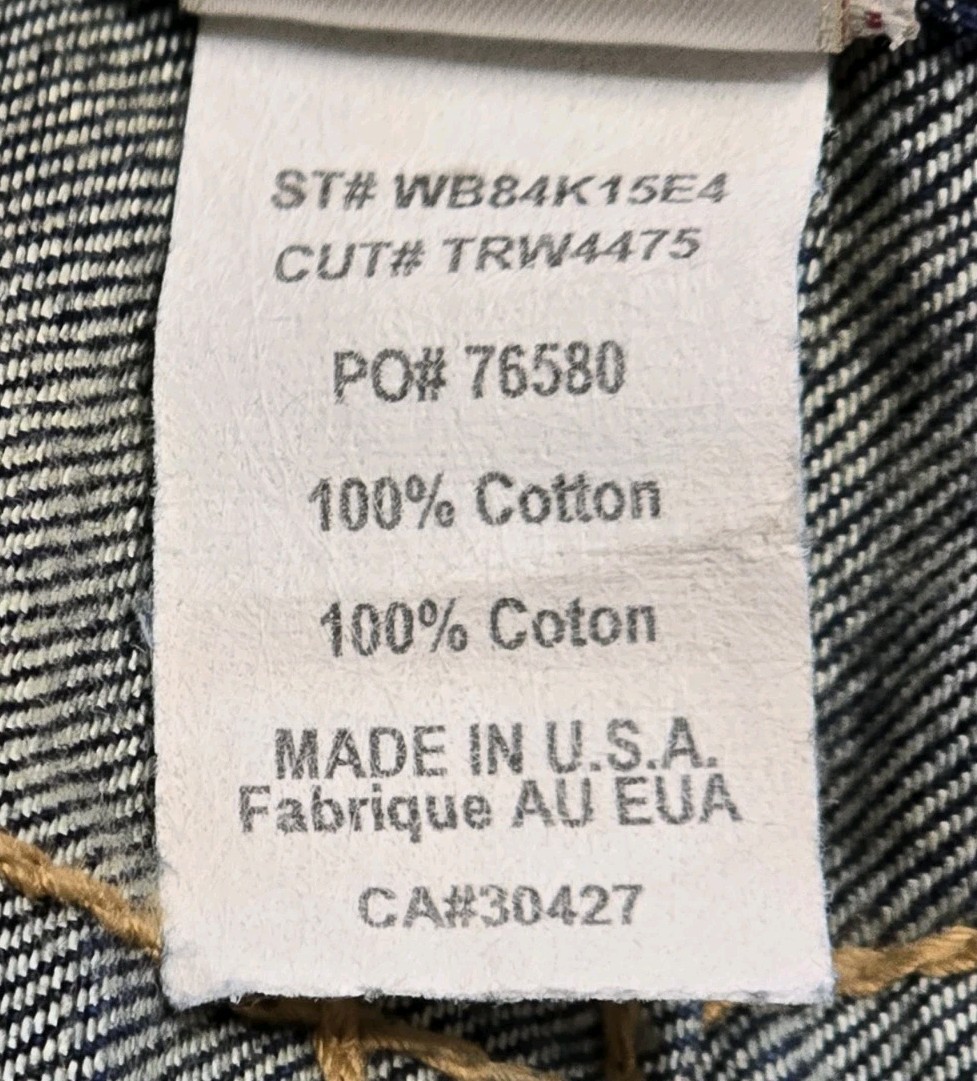 ST# WB84K15E4
CUT# TRW4475
PO# 76580
100% Cotton
100% Coton
MADE IN U.S.A.
Fabrique AU EUA
CA#30427